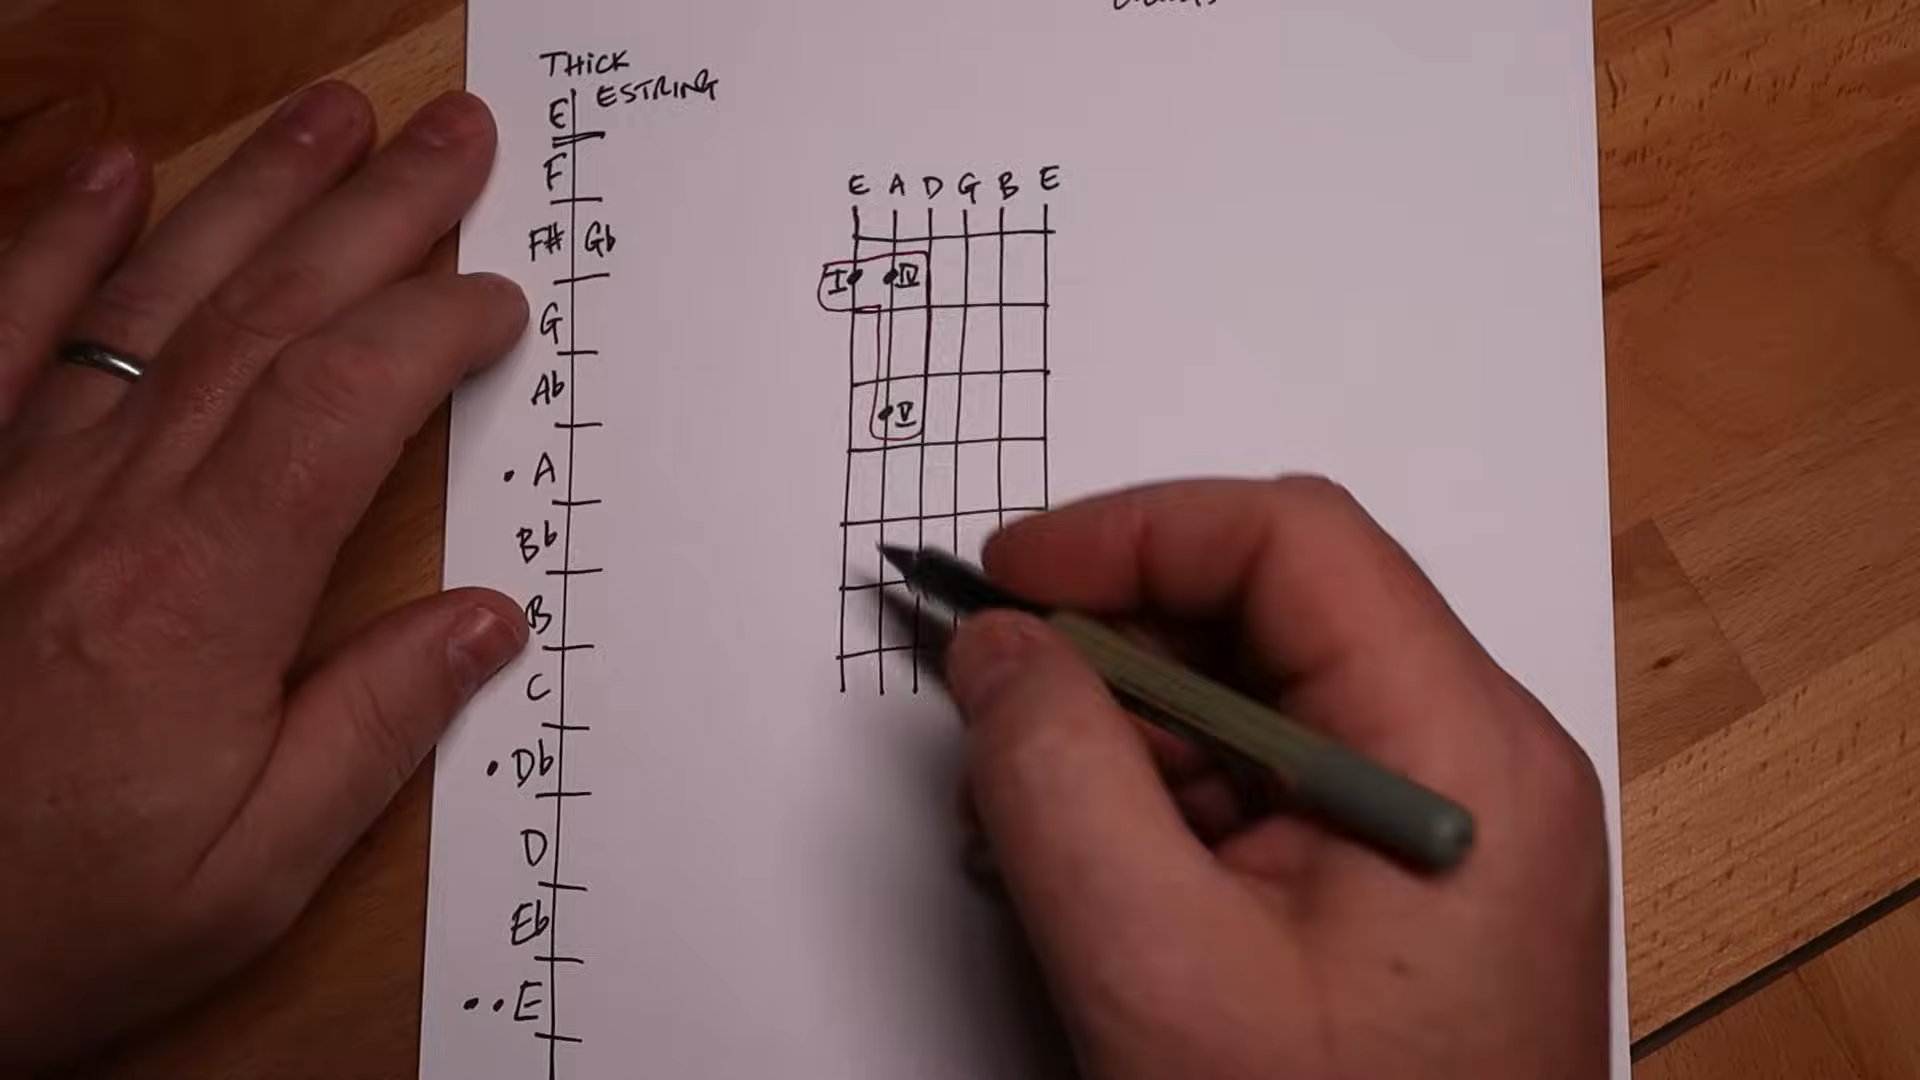 THICK
E STRING
E
F
F# Gb
G
Ab
• A
Bb
B
C
• Db
D
Eb
• • E
E A D G B E
I IV
V